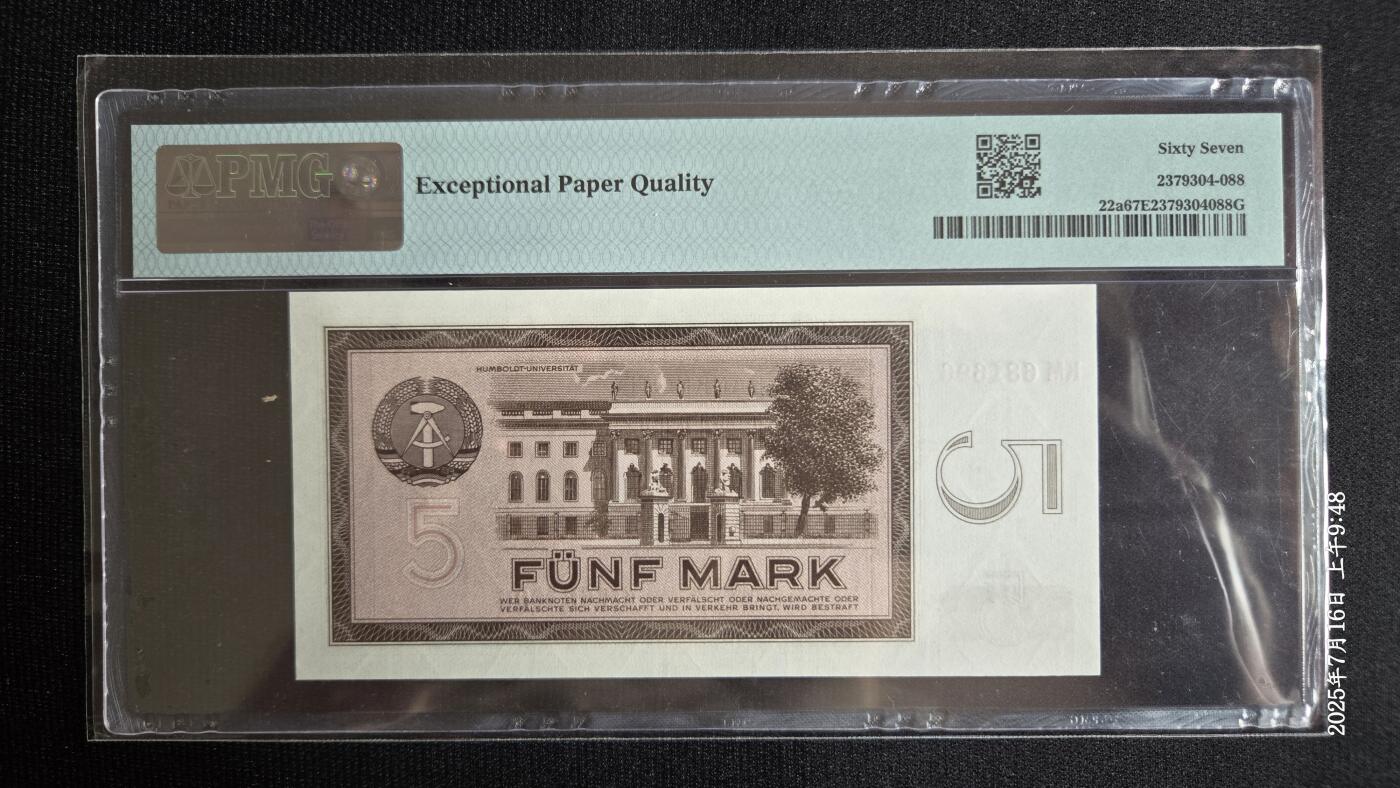 PMG
Exceptional Paper Quality
Sixty Seven
2379304-088
22a67E2379304088G
HUMBOLDT-UNIVERSITÄT
5
5
FÜNF MARK
WER BANKNOTEN NACHMACHT ODER VERFÄLSCHT ODER NACHGEMACHTE ODER
VERFÄLSCHTE SICH VERSCHAFFT UND IN VERKEHR BRINGT, WIRD BESTRAFT
2025年7月16日 上午9:48